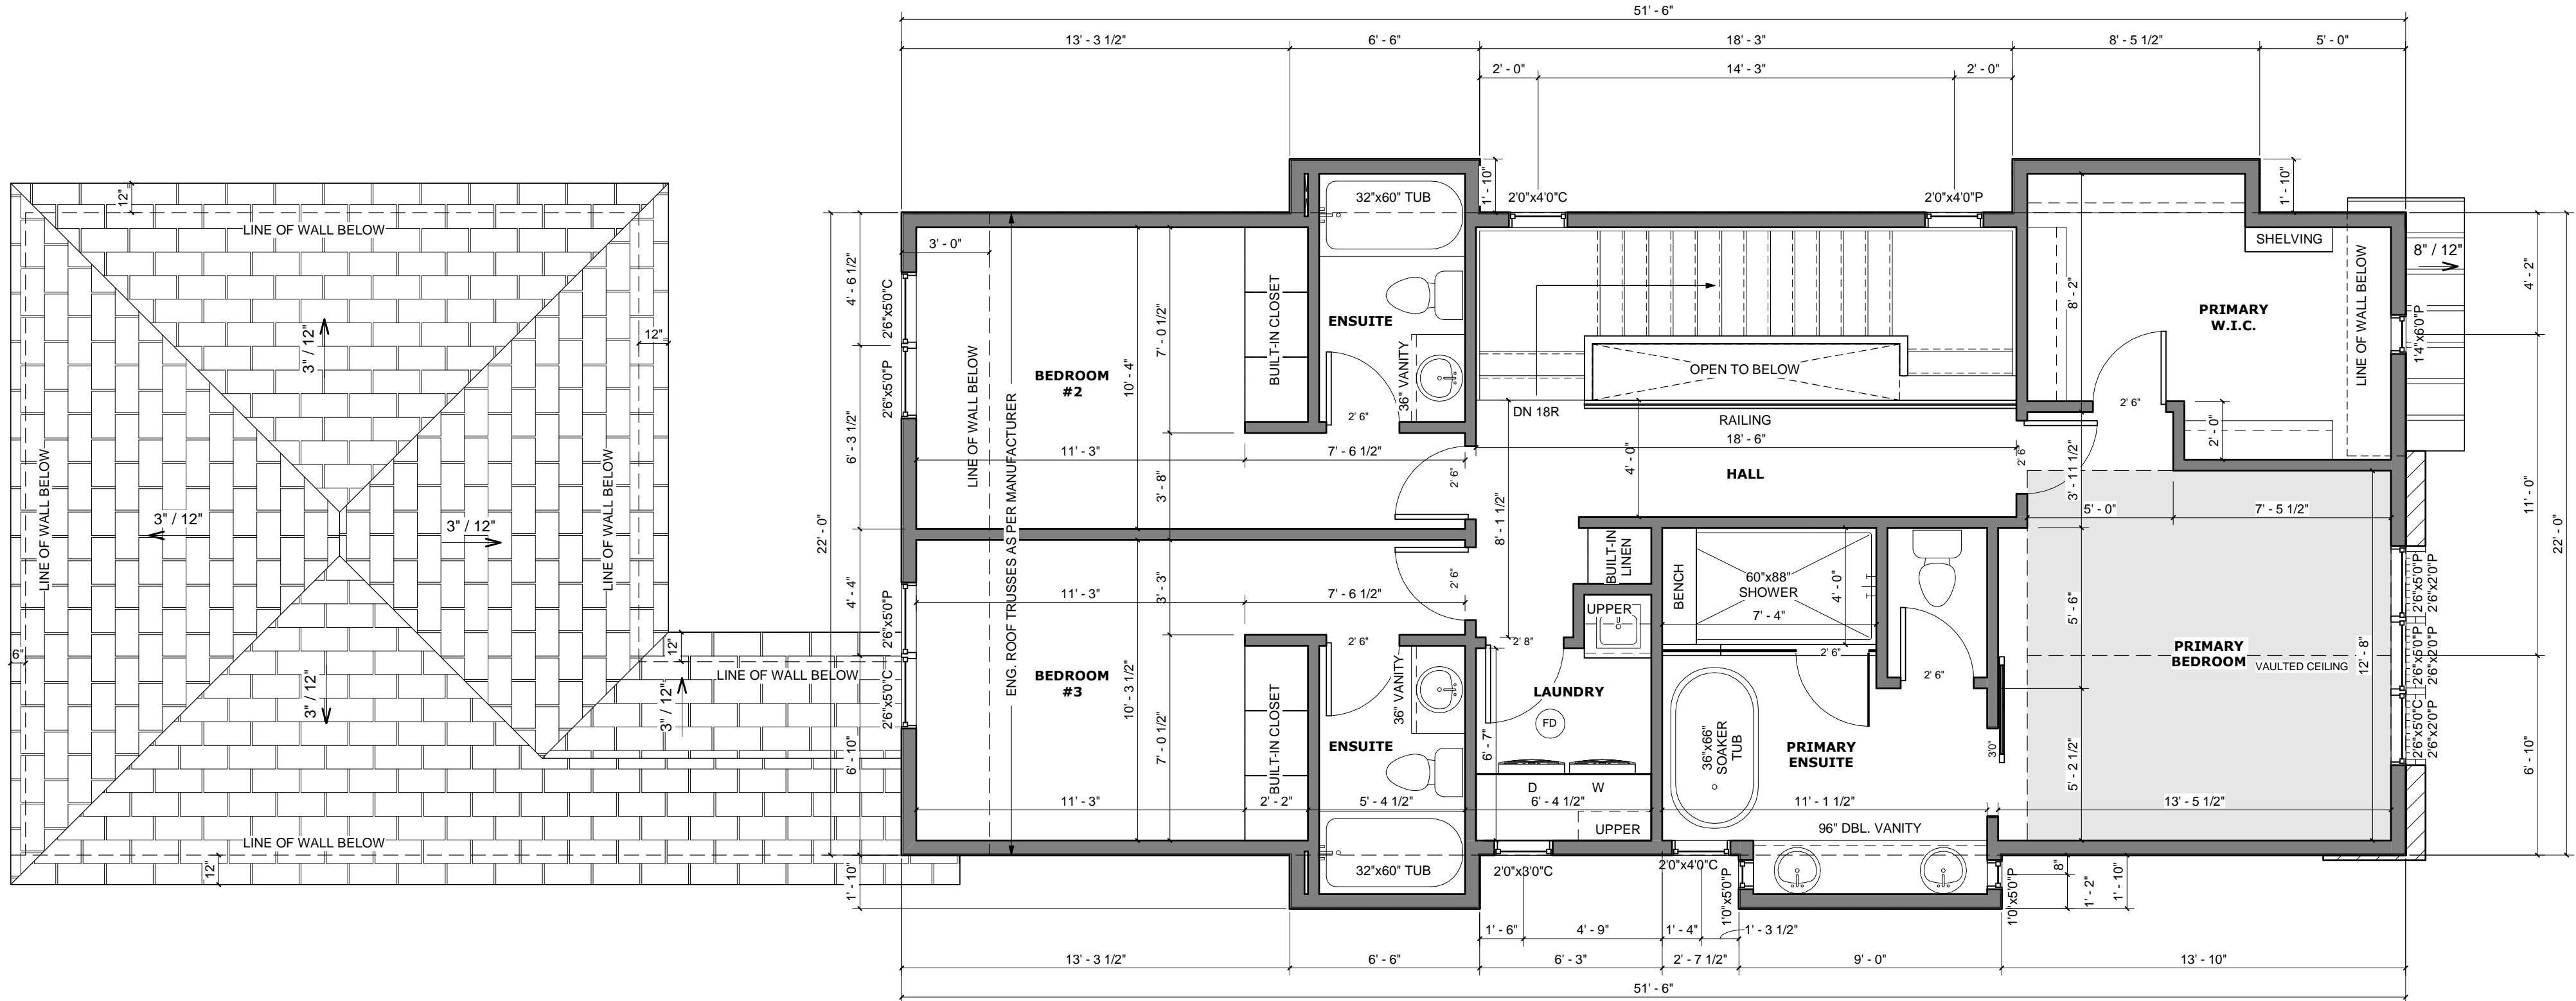 51' - 6"
13' - 3 1/2"
6' - 6"
18' - 3"
8' - 5 1/2"
5' - 0"
2' - 0"
14' - 3"
2' - 0"
1' - 10"
1' - 10"
2'0"x4'0"C
2'0"x4'0"P
32"x60" TUB
12"
LINE OF WALL BELOW
3' - 0"
SHELVING
8" / 12"
4' - 6 1/2"
2'6"x5'0"C
4' - 2"
8' - 2"
LINE OF WALL BELOW
PRIMARY
W.I.C.
1'4"x6'0"P
BUILT-IN CLOSET
ENSUITE
7' - 0 1/2"
3" / 12"
12"
2'6"x5'0"P
BEDROOM
#2
10' - 4"
36" VANITY
2' 6"
OPEN TO BELOW
DN 18R
RAILING
2' 6"
2' - 0"
LINE OF WALL BELOW
6' - 3 1/2"
11' - 3"
7' - 6 1/2"
18' - 6"
4' - 0"
HALL
2' 6"
2' 6"
3' - 11 1/2"
11' - 0"
3' - 8"
LINE OF WALL BELOW
LINE OF WALL BELOW
ENG. ROOF TRUSSES AS PER MANUFACTURER
22' - 0"
22' - 0"
3" / 12"
3" / 12"
8' - 1 1/2"
5' - 0"
7' - 5 1/2"
BUILT-IN
LINEN
BENCH
60"x88"
SHOWER
4' - 0"
7' - 4"
2'6"x5'0"P
2'6"x2'0"P
4' - 4"
2'6"x5'0"P
11' - 3"
3' - 3"
7' - 6 1/2"
2' 6"
UPPER
5' - 6"
2' 6"
2' 8"
2' 6"
12"
6"
LINE OF WALL BELOW
3" / 12"
3" / 12"
2'6"x5'0"C
BEDROOM
#3
10' - 3 1/2"
36" VANITY
LAUNDRY
FD
2' 6"
PRIMARY
BEDROOM
VAULTED CEILING
12' - 8"
2'6"x5'0"P
2'6"x2'0"P
BUILT-IN CLOSET
7' - 0 1/2"
ENSUITE
6' - 7"
36"x66"
SOAKER
TUB
PRIMARY
ENSUITE
3'0"
5' - 2 1/2"
2'6"x5'0"C
2'6"x2'0"P
6' - 10"
6' - 10"
D
W
11' - 3"
2' - 2"
5' - 4 1/2"
6' - 4 1/2"
11' - 1 1/2"
13' - 5 1/2"
UPPER
96" DBL. VANITY
LINE OF WALL BELOW
12"
1' - 10"
32"x60" TUB
2'0"x3'0"C
2'0"x4'0"C
1'0"x5'0"P
1'0"x5'0"P
8"
1' - 2"
1' - 10"
1' - 6"
4' - 9"
1' - 4"
1' - 3 1/2"
13' - 3 1/2"
6' - 6"
6' - 3"
2' - 7 1/2"
9' - 0"
13' - 10"
51' - 6"